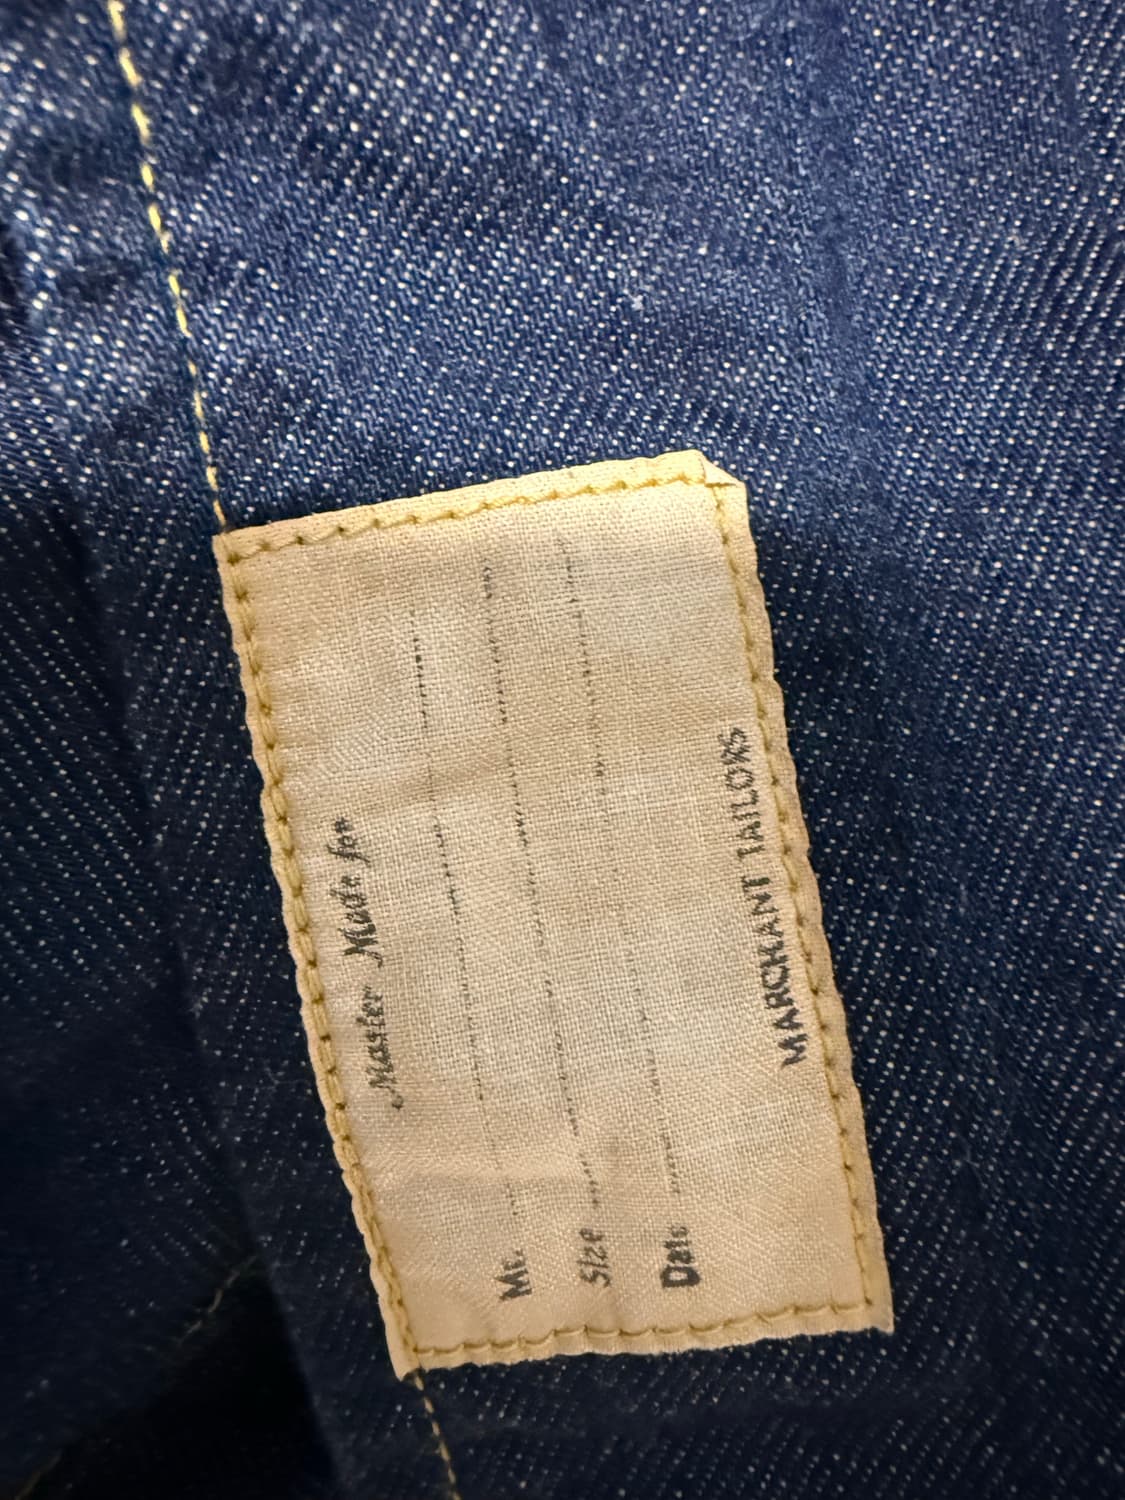 Master Made for
Mr.
Size
Date
MARCHANT TAILORS